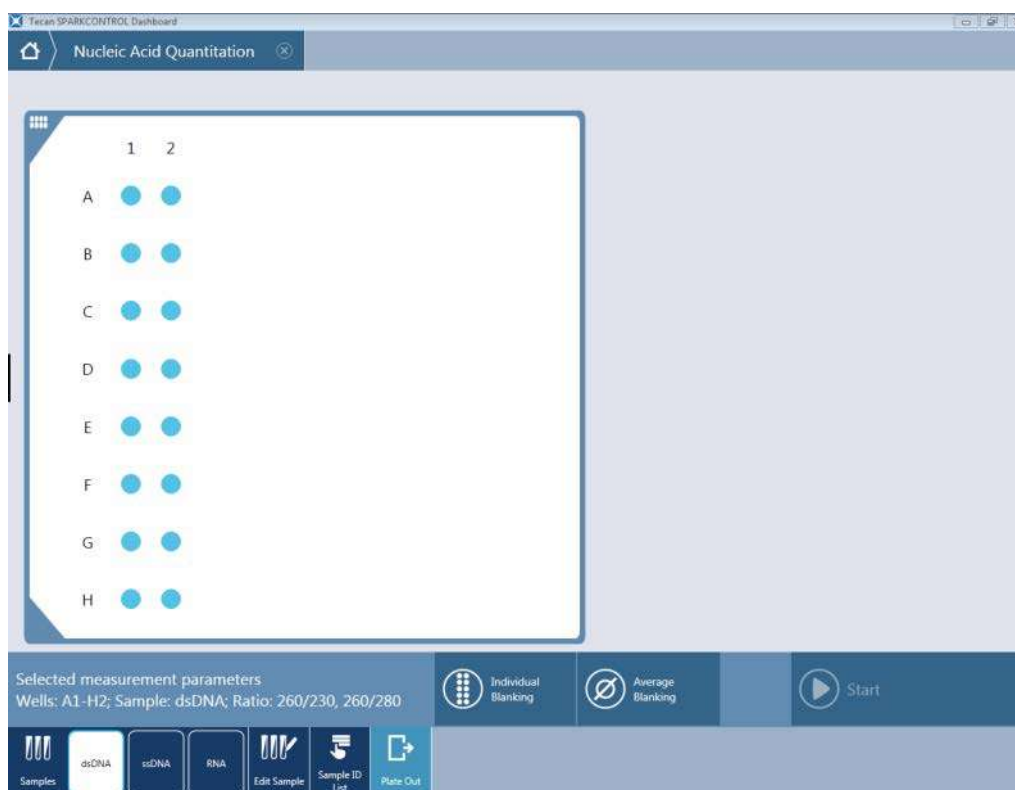 Tecan SPARKCONTROL Dashboard
Nucleic Acid Quantitation
1 2
A
B
C
D
E
F
G
H
Selected measurement parameters
Wells: A1-H2; Sample: dsDNA; Ratio: 260/230, 260/280
Individual
Blanking
Average
Blanking
Start
Samples
dsDNA
ssDNA
RNA
Edit Sample
Sample ID
List
Plate Out